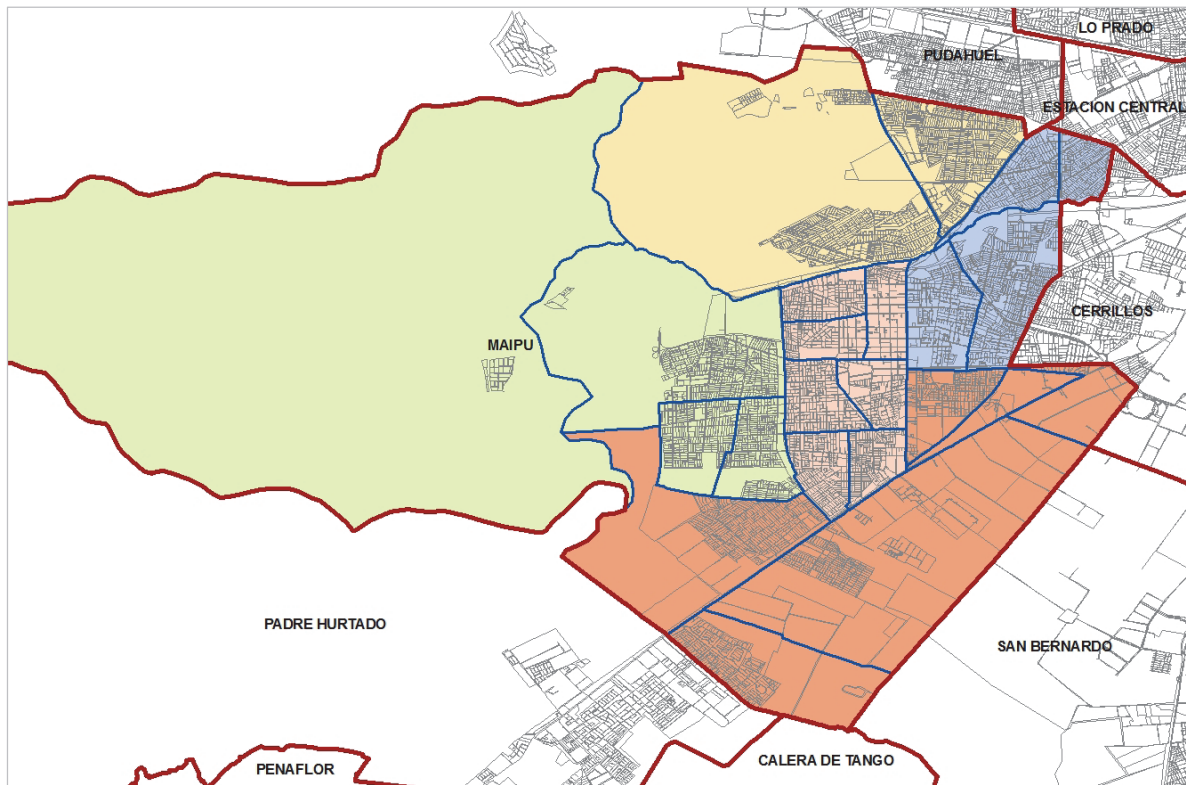 LO PRADO
PUDAHUEL
ESTACION CENTRAL
CERRILLOS
MAIPU
PADRE HURTADO
SAN BERNARDO
CALERA DE TANGO
PENAFLOR